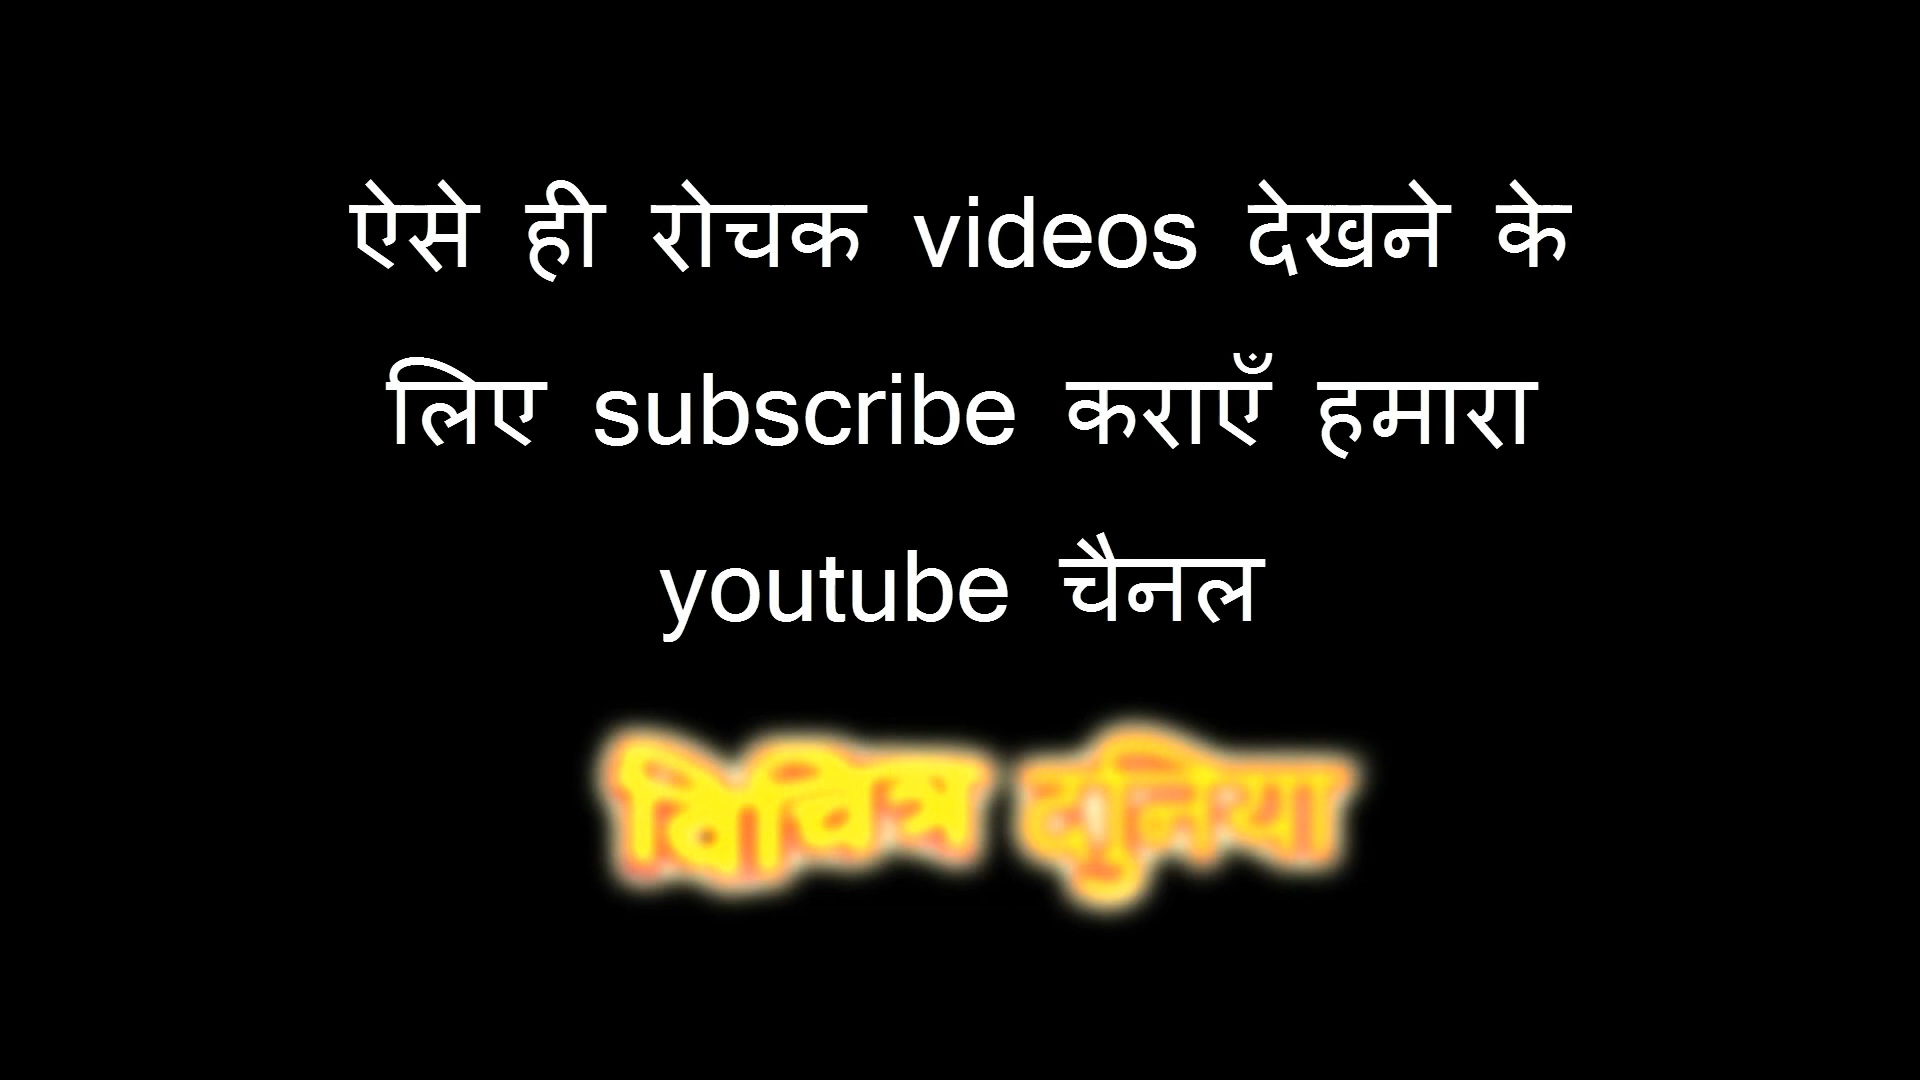 ऐसे ही रोचक videos देखने के
लिए subscribe कराएँ हमारा
youtube चैनल
विचित्र दुनिया